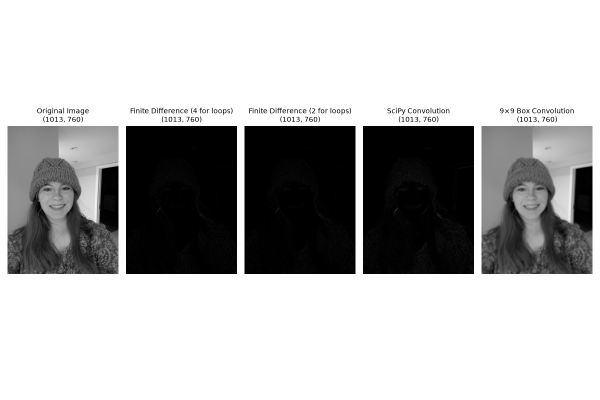 Original Image
(1013, 760)
Finite Difference (4 for loops)
(1013, 760)
Finite Difference (2 for loops)
(1013, 760)
SciPy Convolution
(1013, 760)
9×9 Box Convolution
(1013, 760)